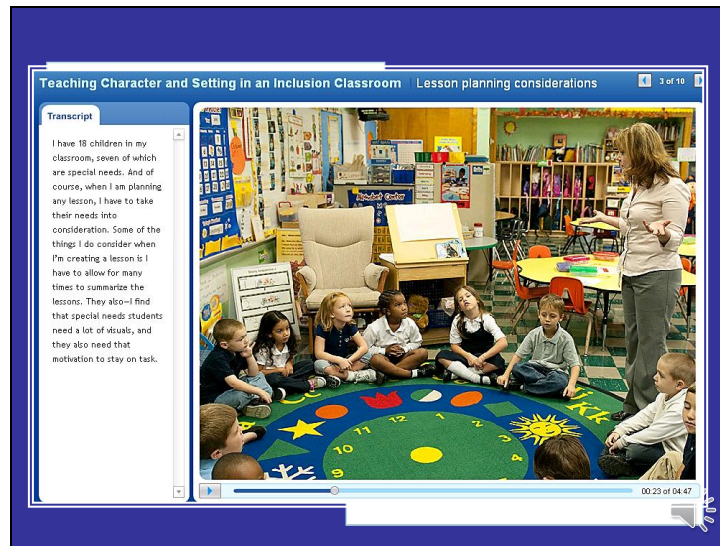 Teaching Character and Setting in an Inclusion Classroom | Lesson planning considerations
3 of 10
Transcript
I have 18 children in my
classroom, seven of which
are special needs. And of
course, when I am planning
any lesson, I have to take
their needs into
consideration. Some of the
things I do consider when
I'm creating a lesson is I
have to allow for many
times to summarize the
lessons. They also—I find
that special needs students
need a lot of visuals, and
they also need that
motivation to stay on task.
Alphabet Center
Kk
12
11
10
9
1
2
3
4
00:23 of 04:47